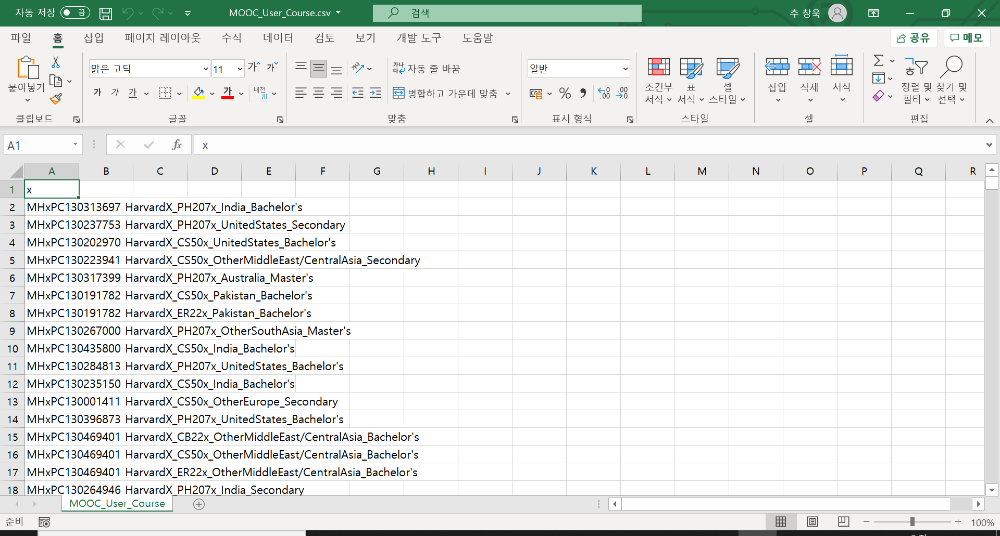 자동 저장 끔 MOOC_User_Course.csv 검색 추 창욱
파일 홈 삽입 페이지 레이아웃 수식 데이터 검토 보기 개발 도구 도움말 공유 메모
붙여넣기
클립보드
맑은 고딕 11 가 가
가 가 간 가 내천
글꼴
자동 줄 바꿈
병합하고 가운데 맞춤
맞춤
일반
% 00 00
표시 형식
조건부 서식 표 서식 셀 스타일
스타일
삽입 삭제 서식
셀
정렬 및 필터 찾기 및 선택
편집
A1 fx x
A B C D E F G H I J K L M N O P Q R
1 x
2 MHxPC130313697 HarvardX_PH207x_India_Bachelor's
3 MHxPC130237753 HarvardX_PH207x_UnitedStates_Secondary
4 MHxPC130202970 HarvardX_CS50x_UnitedStates_Bachelor's
5 MHxPC130223941 HarvardX_CS50x_OtherMiddleEast/CentralAsia_Secondary
6 MHxPC130317399 HarvardX_PH207x_Australia_Master's
7 MHxPC130191782 HarvardX_CS50x_Pakistan_Bachelor's
8 MHxPC130191782 HarvardX_ER22x_Pakistan_Bachelor's
9 MHxPC130267000 HarvardX_PH207x_OtherSouthAsia_Master's
10 MHxPC130435800 HarvardX_CS50x_India_Bachelor's
11 MHxPC130284813 HarvardX_PH207x_UnitedStates_Bachelor's
12 MHxPC130235150 HarvardX_CS50x_India_Bachelor's
13 MHxPC130001411 HarvardX_CS50x_OtherEurope_Secondary
14 MHxPC130396873 HarvardX_PH207x_UnitedStates_Bachelor's
15 MHxPC130469401 HarvardX_CB22x_OtherMiddleEast/CentralAsia_Bachelor's
16 MHxPC130469401 HarvardX_CS50x_OtherMiddleEast/CentralAsia_Bachelor's
17 MHxPC130469401 HarvardX_ER22x_OtherMiddleEast/CentralAsia_Bachelor's
18 MHxPC130264946 HarvardX_PH207x_India_Secondary
MOOC_User_Course
준비 100%